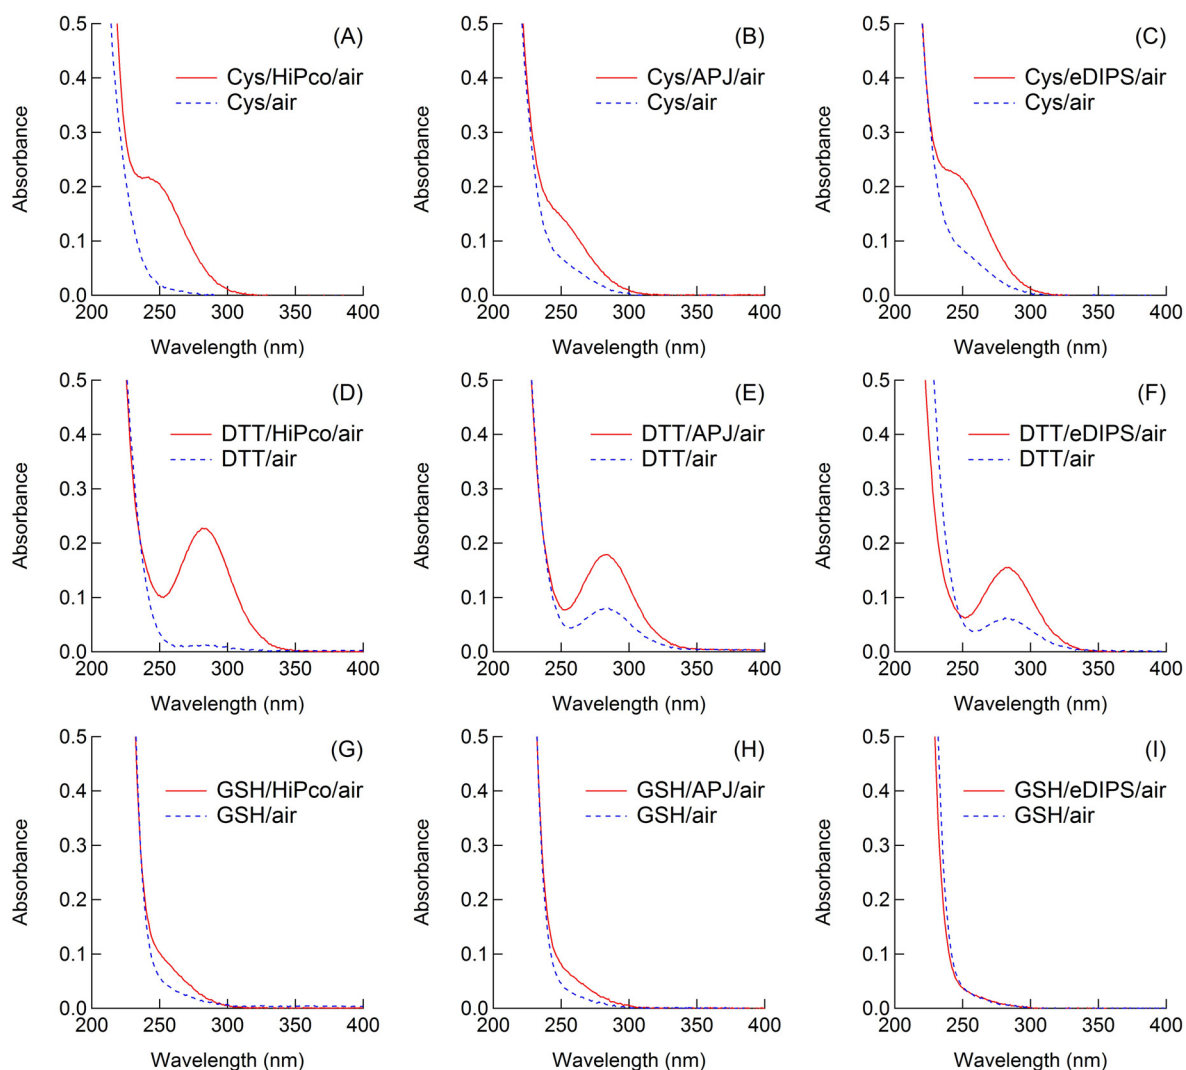 (A)
Cys/HiPco/air
Cys/air
0.5
0.4
0.3
0.2
0.1
0.0
Absorbance
200 250 300 350 400
Wavelength (nm)
(B)
Cys/APJ/air
Cys/air
0.5
0.4
0.3
0.2
0.1
0.0
Absorbance
200 250 300 350 400
Wavelength (nm)
(C)
Cys/eDIPS/air
Cys/air
0.5
0.4
0.3
0.2
0.1
0.0
Absorbance
200 250 300 350 400
Wavelength (nm)
(D)
DTT/HiPco/air
DTT/air
0.5
0.4
0.3
0.2
0.1
0.0
Absorbance
200 250 300 350 400
Wavelength (nm)
(E)
DTT/APJ/air
DTT/air
0.5
0.4
0.3
0.2
0.1
0.0
Absorbance
200 250 300 350 400
Wavelength (nm)
(F)
DTT/eDIPS/air
DTT/air
0.5
0.4
0.3
0.2
0.1
0.0
Absorbance
200 250 300 350 400
Wavelength (nm)
(G)
GSH/HiPco/air
GSH/air
0.5
0.4
0.3
0.2
0.1
0.0
Absorbance
200 250 300 350 400
Wavelength (nm)
(H)
GSH/APJ/air
GSH/air
0.5
0.4
0.3
0.2
0.1
0.0
Absorbance
200 250 300 350 400
Wavelength (nm)
(I)
GSH/eDIPS/air
GSH/air
0.5
0.4
0.3
0.2
0.1
0.0
Absorbance
200 250 300 350 400
Wavelength (nm)